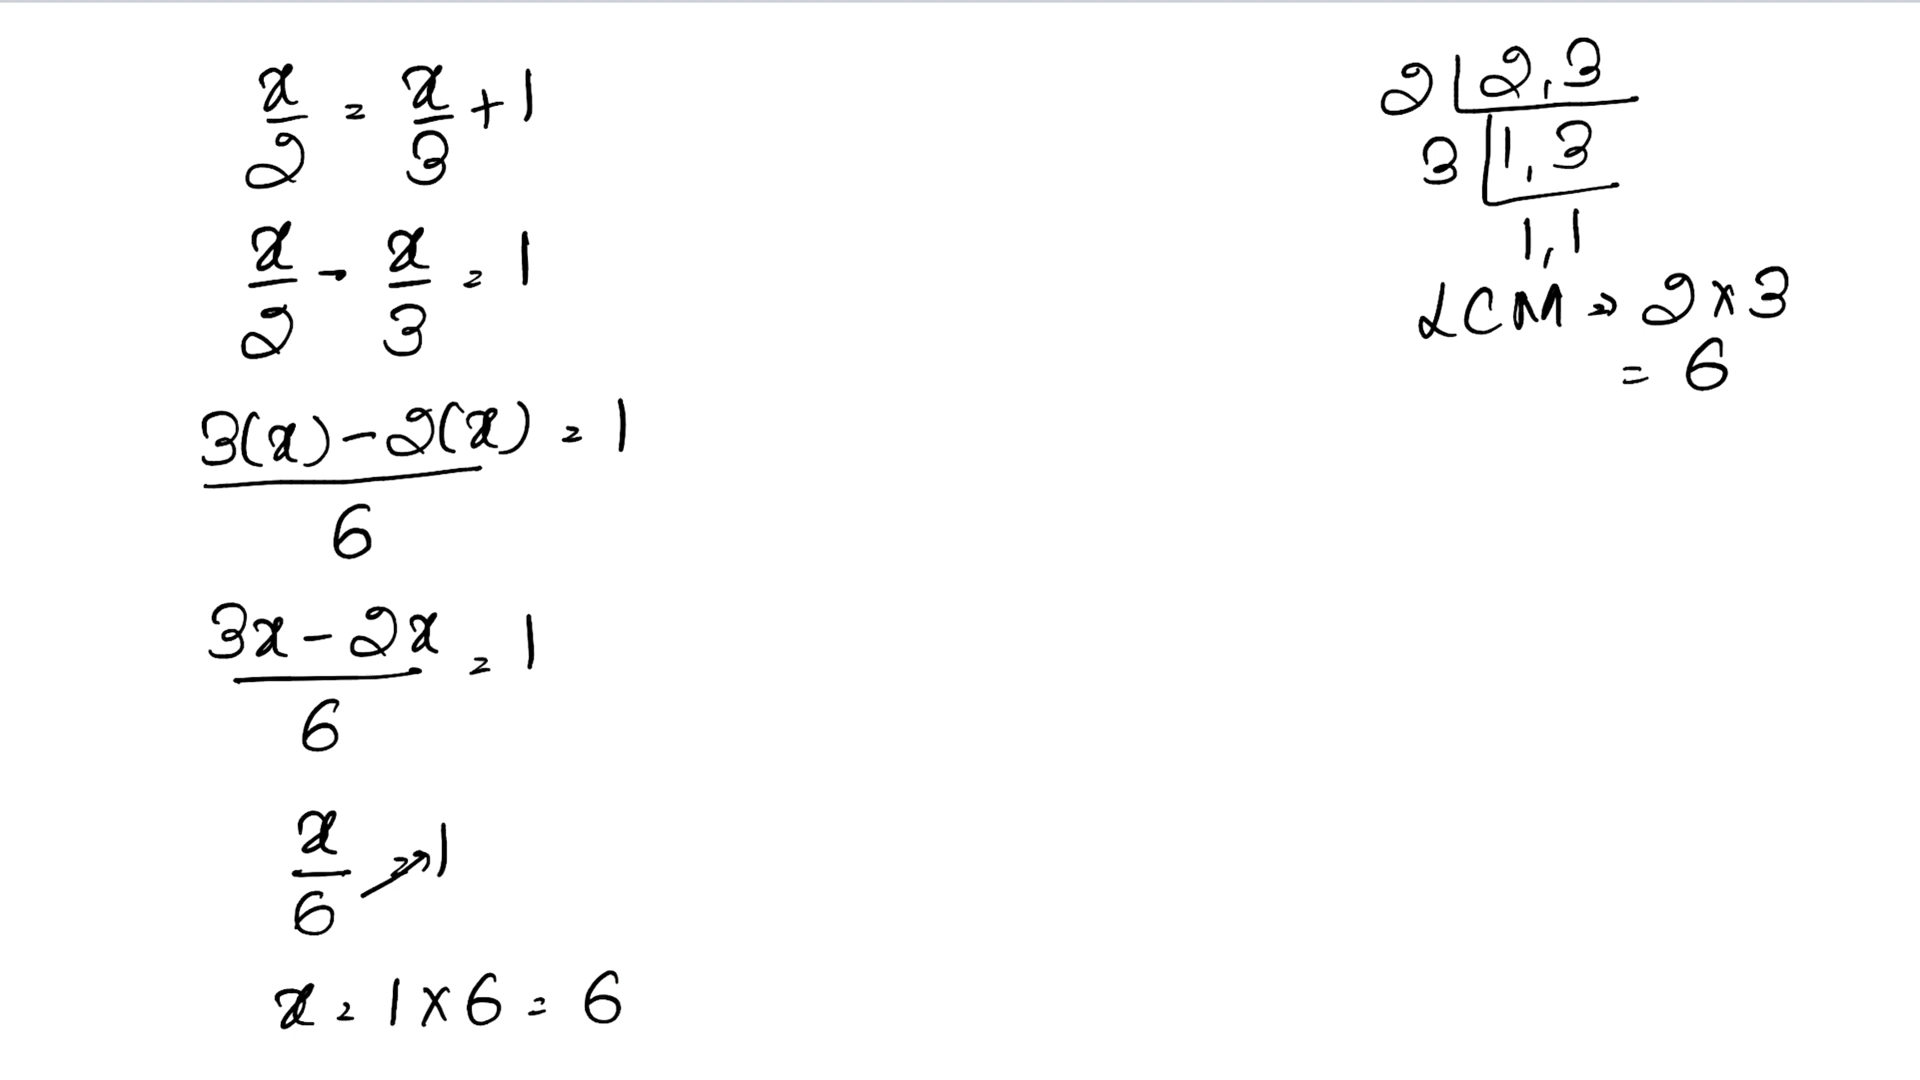 x/2 = x/3 + 1
x/2 - x/3 = 1
3(x) - 2(x) / 6 = 1
3x - 2x / 6 = 1
x/6 = 1
x = 1 × 6 = 6
2 | 2, 3
3 | 1, 3
1, 1
LCM => 2 × 3
= 6